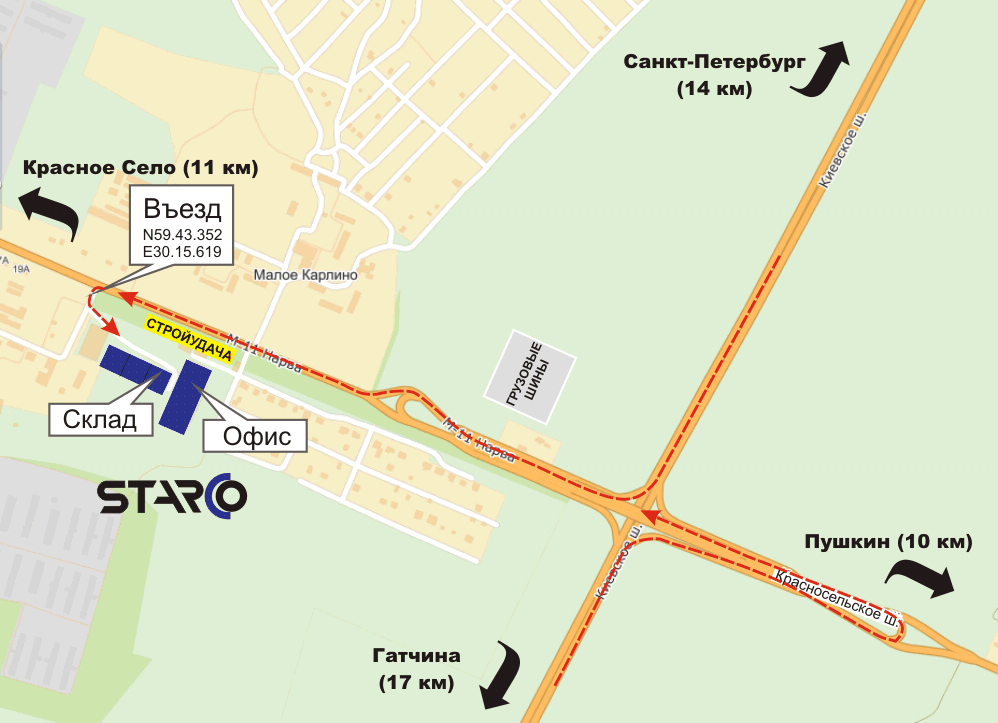 Санкт-Петербург
(14 км)
Киевское ш.
Красное Село (11 км)
Въезд
N59.43.352
E30.15.619
19А
Малое Карлино
СТРОЙУДАЧА
М-11 Нарва
ГРУЗОВЫЕ
ШИНЫ
Склад
Офис
М-11 Нарва
STARCO
Киевское ш.
Пушкин (10 км)
Красносельское ш.
Гатчина
(17 км)